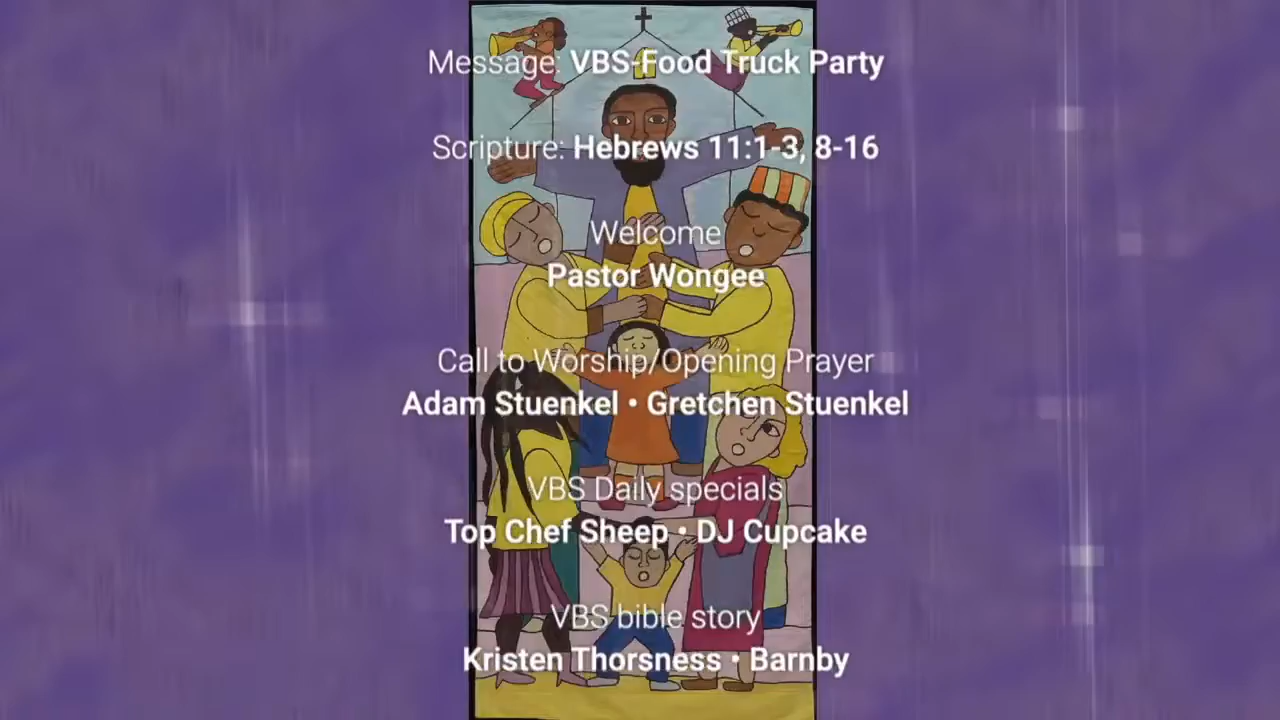 Message: VBS-Food Truck Party
Scripture: Hebrews 11:1-3, 8-16
Welcome
Pastor Wongee
Call to Worship/Opening Prayer
Adam Stuenkel • Gretchen Stuenkel
VBS Daily specials
Top Chef Sheep • DJ Cupcake
VBS bible story
Kristen Thorsness • Barnby